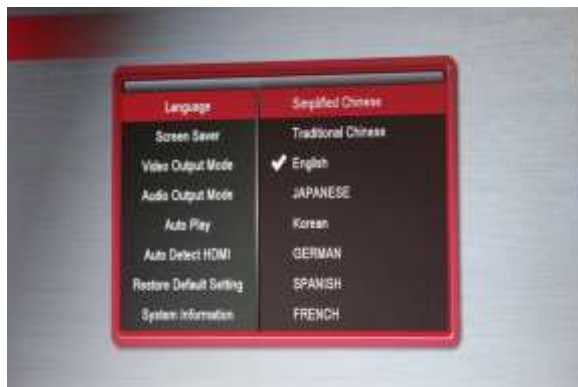 Language
Screen Saver
Video Output Mode
Audio Output Mode
Auto Play
Auto Detect HDMI
Restore Default Setting
System Information
Simplified Chinese
Traditional Chinese
English
JAPANESE
Korean
GERMAN
SPANISH
FRENCH